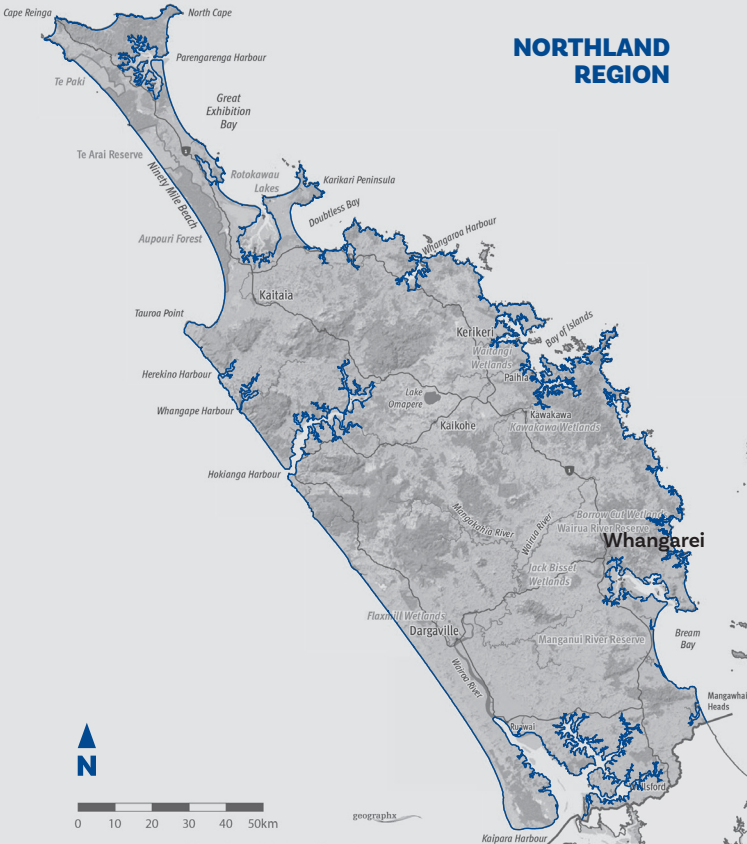 Cape Reinga
North Cape
NORTHLAND
REGION
Parengarenga Harbour
Te Paki
Great
Exhibition
Bay
1
Te Arai Reserve
Ninety Mile Beach
Rotokawau
Lakes
Karikari Peninsula
Doubtless Bay
Aupouri Forest
Whangaroa Harbour
Kaitaia
Tauroa Point
Kerikeri
Bay of Islands
Waitangi
Wetlands
Herekino Harbour
Paihia
Lake
Omapere
Whangape Harbour
Kawakawa
Kaikohe
Kawakawa Wetlands
Hokianga Harbour
1
Mangakahia River
Wairua River
Borrow Cut Wetlands
Wairua River Reserve
Whangarei
Jack Bisset
Wetlands
Flaxmill Wetlands
Dargaville
Manganui River Reserve
Bream
Bay
Wairoa River
Mangawhai
Heads
Ruawai
N
Wellsford
0 10 20 30 40 50km
geographx
Kaipara Harbour